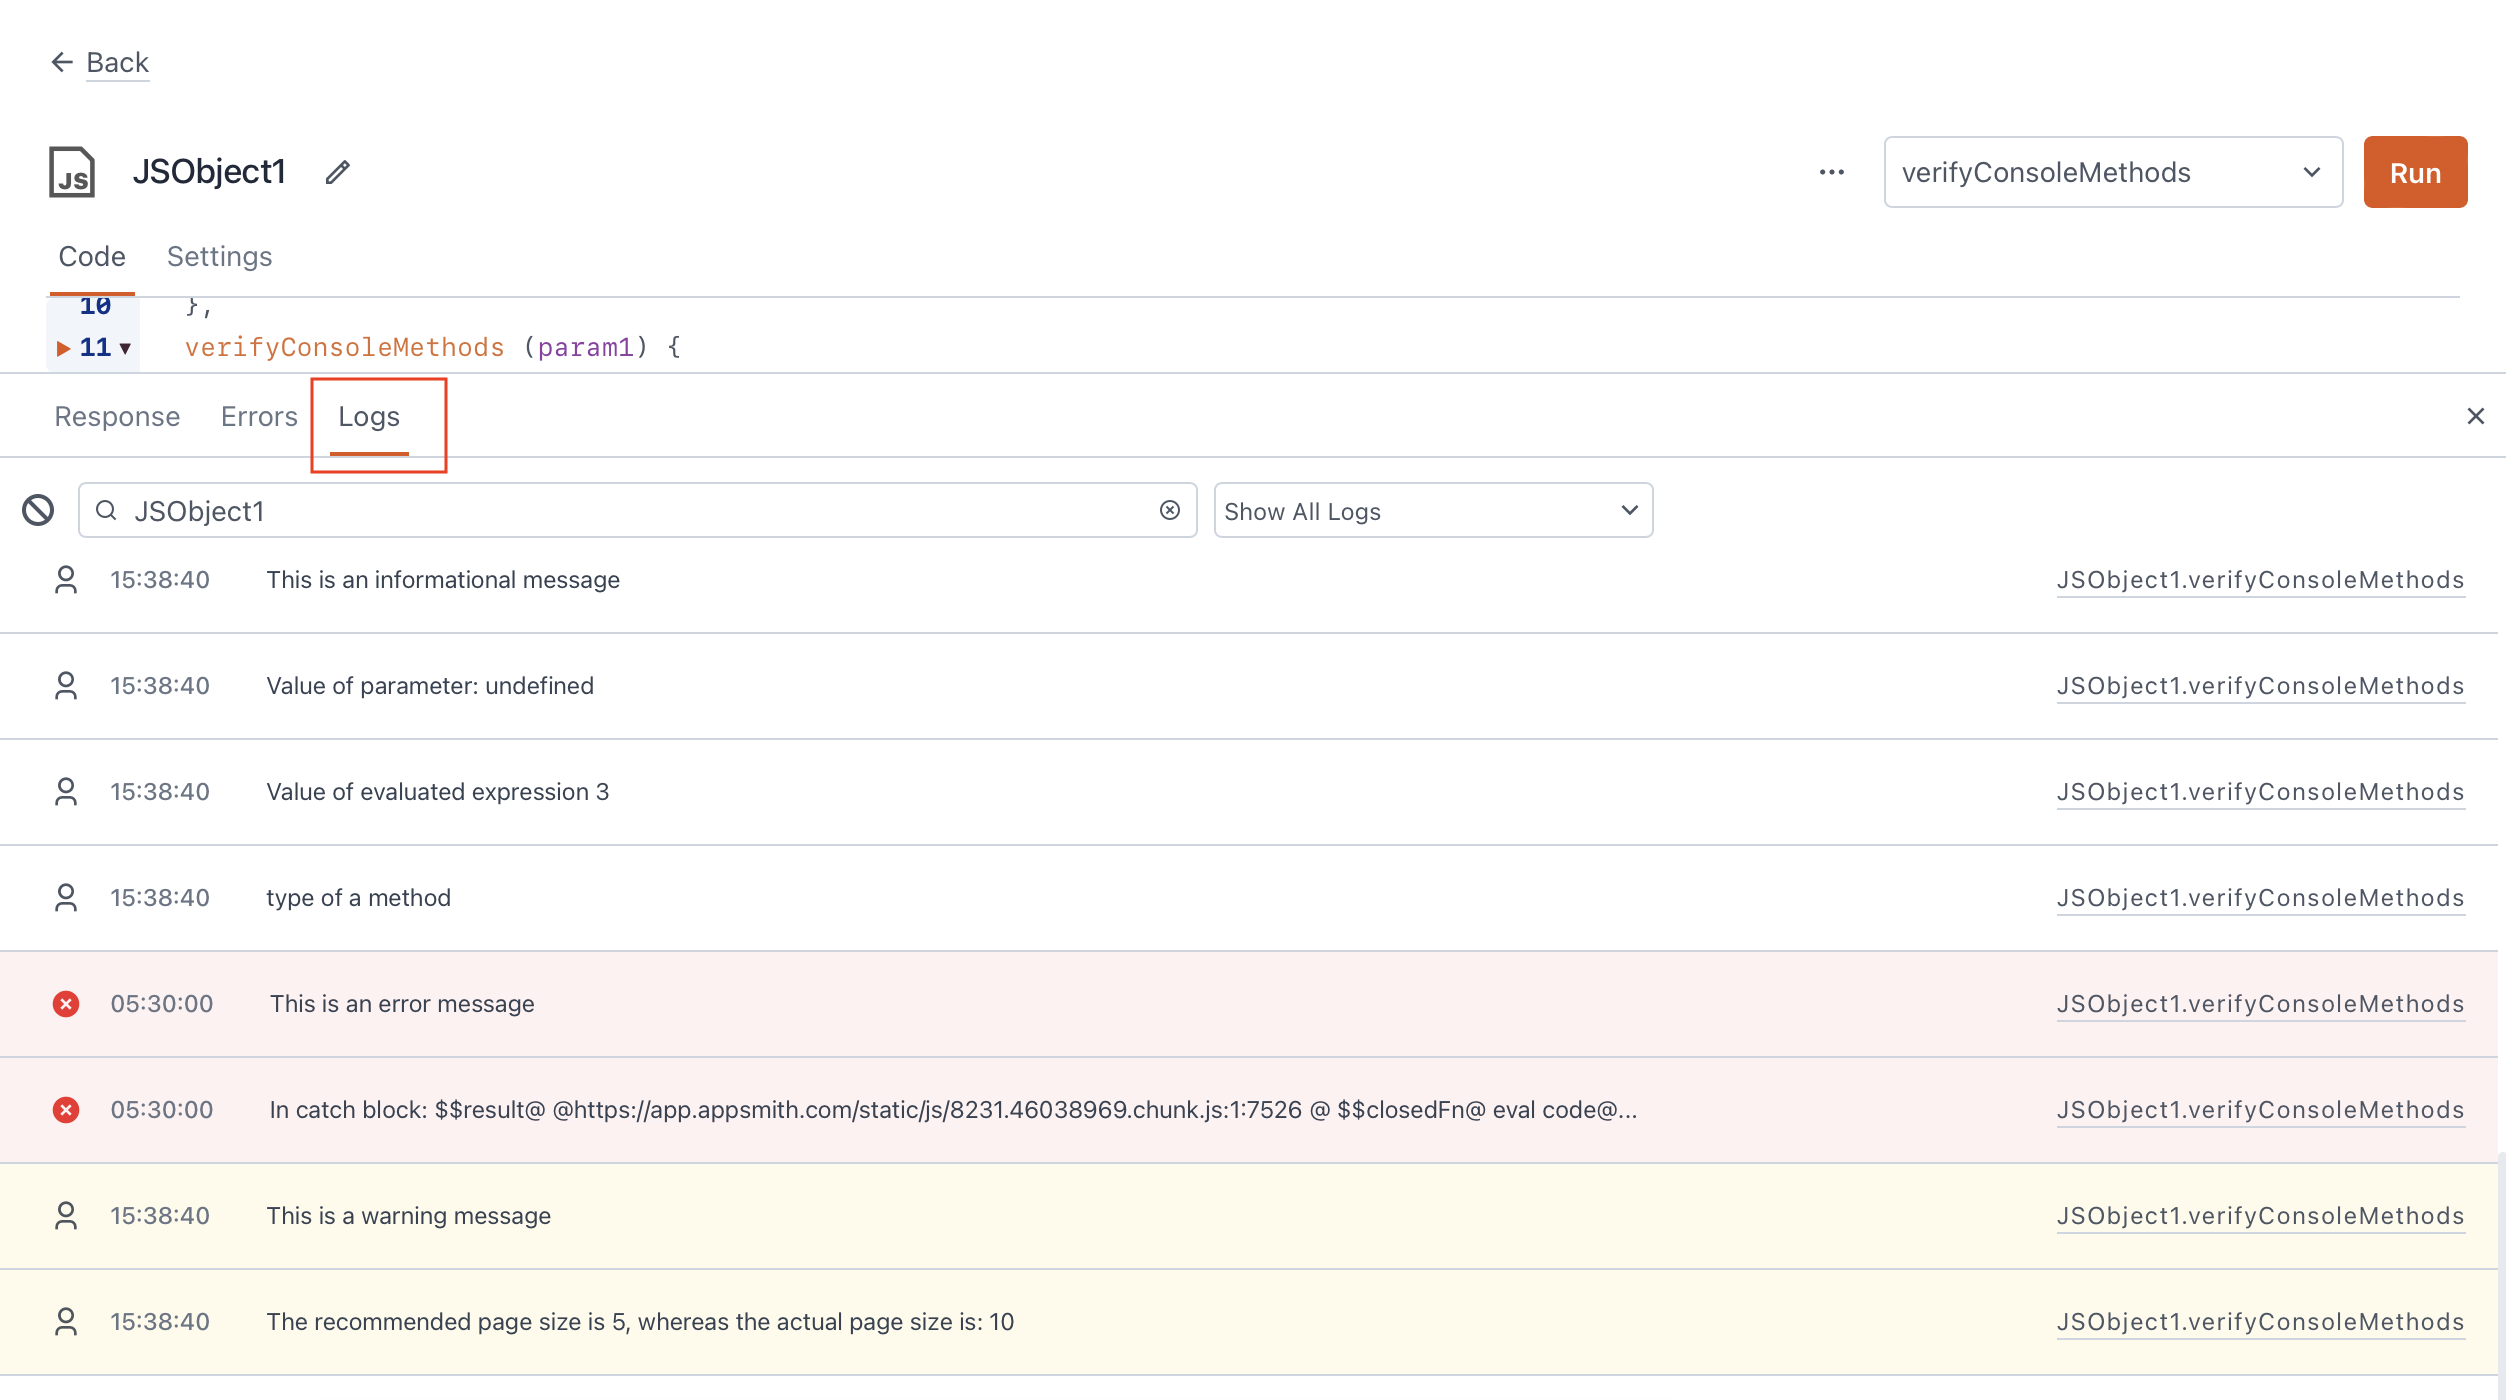 Back
JS JSObject1 ... verifyConsoleMethods Run
Code Settings
10 },
11 verifyConsoleMethods (param1) {
Response Errors Logs
JSObject1 Show All Logs
15:38:40 This is an informational message JSObject1.verifyConsoleMethods
15:38:40 Value of parameter: undefined JSObject1.verifyConsoleMethods
15:38:40 Value of evaluated expression 3 JSObject1.verifyConsoleMethods
15:38:40 type of a method JSObject1.verifyConsoleMethods
05:30:00 This is an error message JSObject1.verifyConsoleMethods
05:30:00 In catch block: $$result@ @https://app.appsmith.com/static/js/8231.46038969.chunk.js:1:7526 @ $$closedFn@ eval code@... JSObject1.verifyConsoleMethods
15:38:40 This is a warning message JSObject1.verifyConsoleMethods
15:38:40 The recommended page size is 5, whereas the actual page size is: 10 JSObject1.verifyConsoleMethods